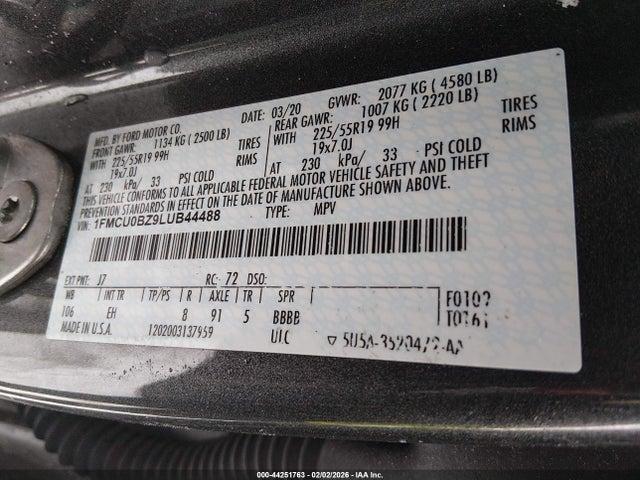 MFD. BY FORD MOTOR CO.
DATE: 03/20 GVWR: 2077 KG ( 4580 LB)
FRONT GAWR: 1134 KG ( 2500 LB) REAR GAWR: 1007 KG ( 2220 LB)
225/55R19 99H TIRES 225/55R19 99H TIRES
19x7.0J RIMS 19x7.0J RIMS
AT 230 kPa/ 33 PSI COLD AT 230 kPa/ 33 PSI COLD
THIS VEHICLE CONFORMS TO ALL APPLICABLE FEDERAL MOTOR VEHICLE SAFETY AND THEFT
PREVENTION STANDARDS IN EFFECT ON THE DATE OF MANUFACTURE SHOWN ABOVE.
VIN: 1FMCU0BZ9LUB44488 TYPE: MPV
EXT PNT: J7 RC: 72 DSO:
WB INT TR TP/PS R AXLE TR SPR
106 EH 8 91 5 BBBB
MADE IN U.S.A. 1202003137959 UIC
000-44251763 - 02/02/2026 - IAA Inc.